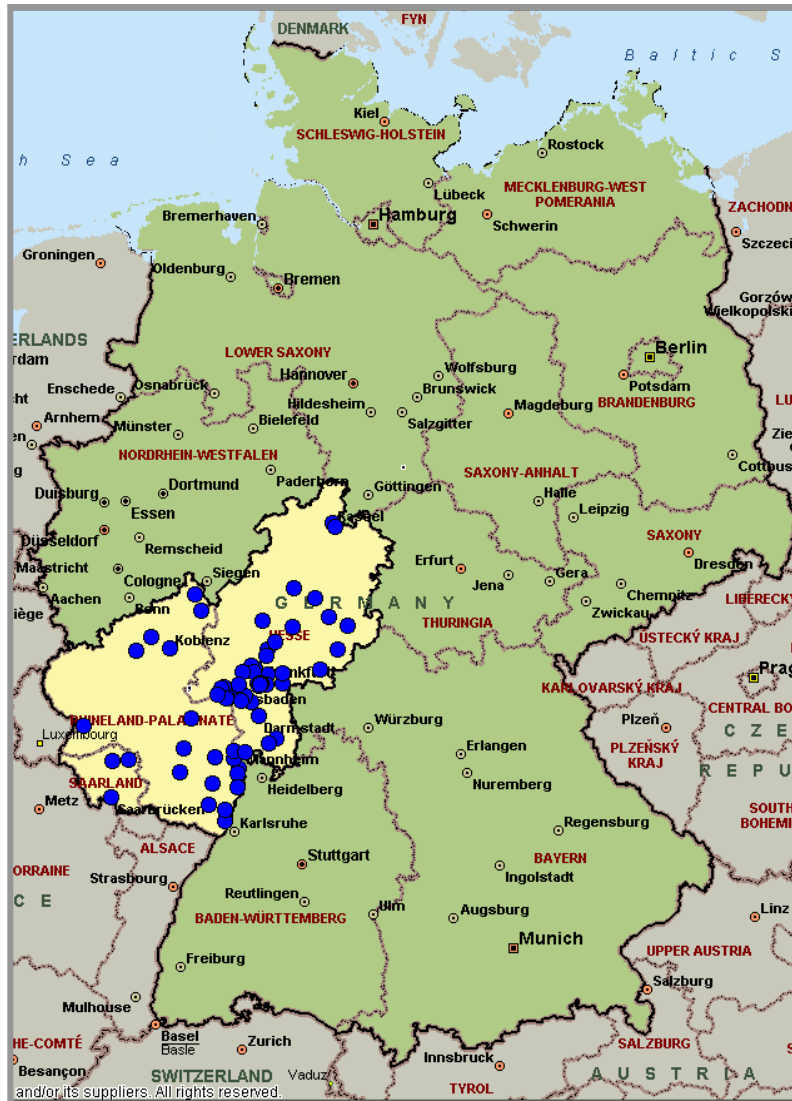 FYN
DENMARK
Baltic S
Kiel
SCHLESWIG-HOLSTEIN
h Sea
Rostock
Lübeck
MECKLENBURG-WEST
POMERANIA
ZACHODN
Bremerhaven
Hamburg
Schwerin
Szczeci
Groningen
Oldenburg
Bremen
Gorzów
Wielkopolski
ERLANDS
rdam
LOWER SAXONY
Berlin
Wolfsburg
Hannover
Enschede
Osnabrück
Potsdam
Brunswick
BRANDENBURG
cht
LU
Arnhem
Hildesheim
Salzgitter
Magdeburg
Münster
Bielefeld
en
Zie
NORDRHEIN-WESTFALEN
Cottbus
Paderborn
SAXONY-ANHALT
g
Göttingen
Halle
Duisburg
Dortmund
Essen
Leipzig
Kassel
Düsseldorf
SAXONY
Remscheid
Dresden
Maastricht
Erfurt
Cologne
Siegen
Jena
Gera
Chemnitz
Aachen
iège
Bonn
GERMANY
Zwickau
LIBERECKÝ
THURINGIA
Koblenz
HESSE
ÚSTECKÝ KRAJ
Prag
KARLOVARSKÝ KRAJ
CENTRAL BO
RHINELAND-PALATINATE
Würzburg
Plzeň
Luxembourg
Darmstadt
PLZEŇSKÝ
KRAJ
CZE
Erlangen
Mannheim
REPU
Nuremberg
SAARLAND
Heidelberg
Metz
Saarbrücken
SOUTH
BOHEMI
Karlsruhe
Regensburg
ALSACE
Stuttgart
BAYERN
ORRAINE
Ingolstadt
Strasbourg
CE
Reutlingen
Ulm
Augsburg
Linz
BADEN-WÜRTTEMBERG
Munich
UPPER AUSTRIA
Freiburg
Salzburg
Mulhouse
HE-COMTÉ
Basel
Basle
Zurich
SALZBURG
Besançon
Innsbruck
SWITZERLAND
Vaduz
AUSTRIA
TYROL
and/or its suppliers. All rights reserved.